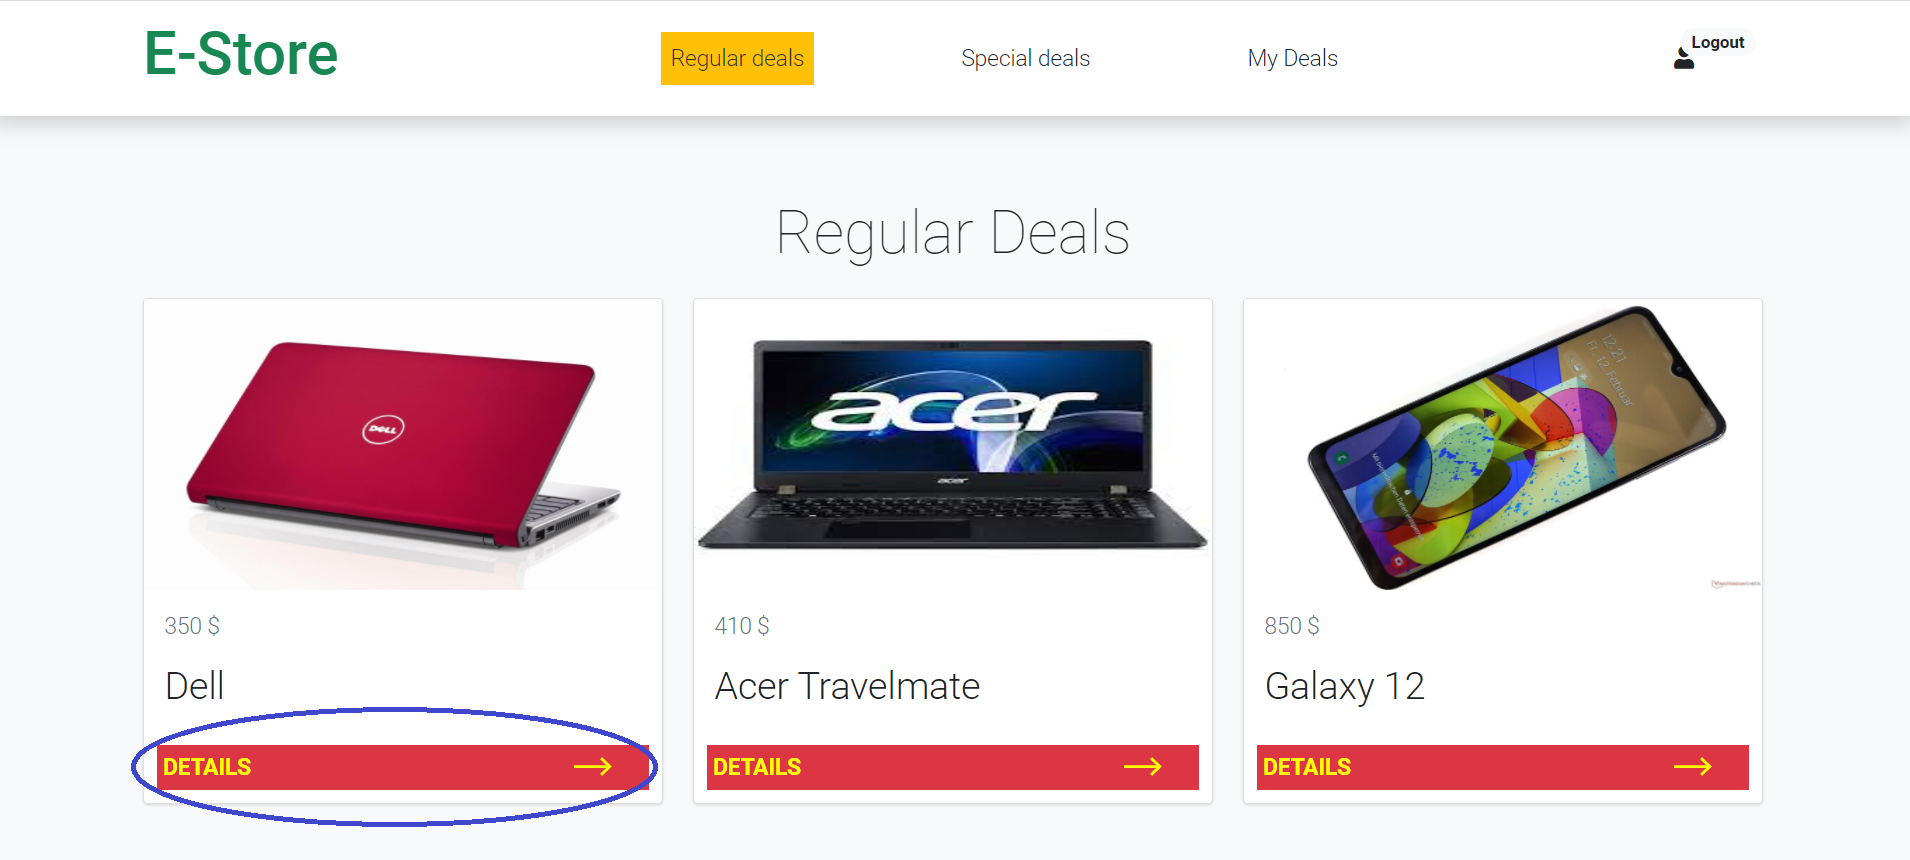 E-Store
Regular deals
Special deals
My Deals
Logout
Regular Deals
DELL
acer
acer
12:21
Fr., 12. Februar
350 $
410 $
850 $
Dell
Acer Travelmate
Galaxy 12
DETAILS
DETAILS
DETAILS